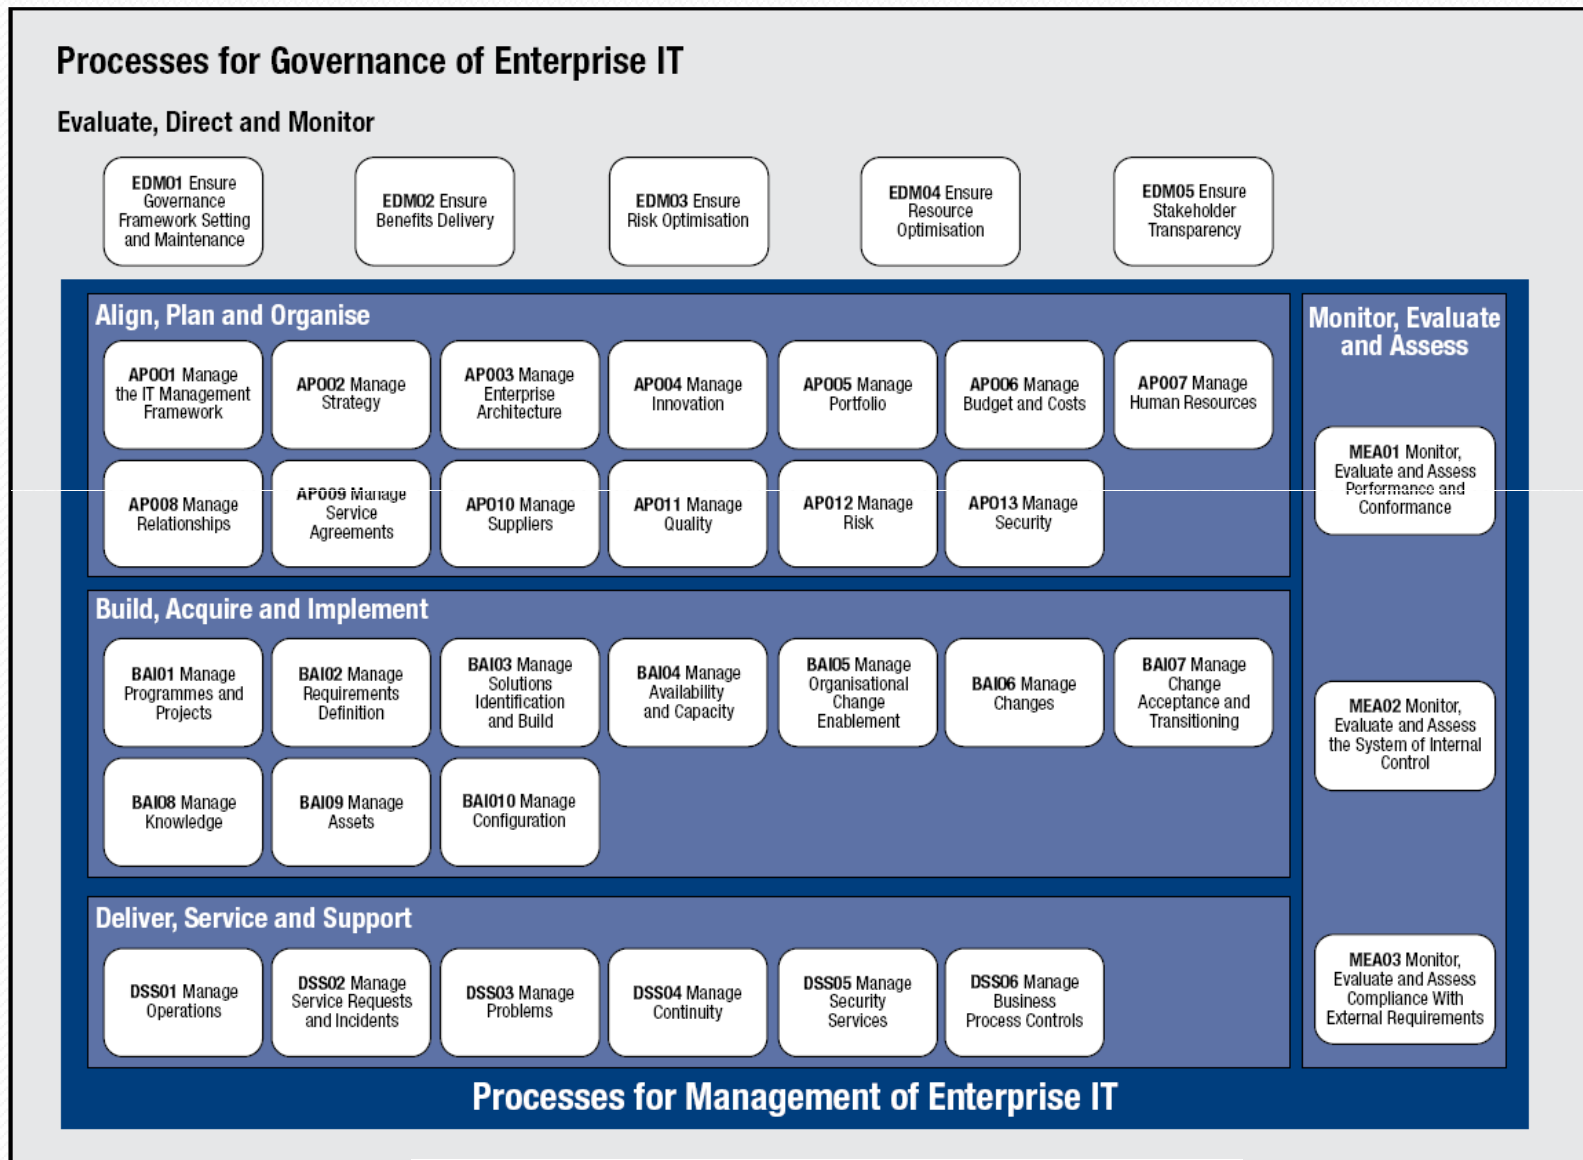 Processes for Governance of Enterprise IT
Evaluate, Direct and Monitor
EDM01 Ensure
Governance
Framework Setting
and Maintenance
EDM02 Ensure
Benefits Delivery
EDM03 Ensure
Risk Optimisation
EDM04 Ensure
Resource
Optimisation
EDM05 Ensure
Stakeholder
Transparency
Align, Plan and Organise
APO01 Manage
the IT Management
Framework
APO02 Manage
Strategy
APO03 Manage
Enterprise
Architecture
APO04 Manage
Innovation
APO05 Manage
Portfolio
APO06 Manage
Budget and Costs
APO07 Manage
Human Resources
APO08 Manage
Relationships
APO09 Manage
Service
Agreements
APO10 Manage
Suppliers
APO11 Manage
Quality
APO12 Manage
Risk
APO13 Manage
Security
Build, Acquire and Implement
BAI01 Manage
Programmes and
Projects
BAI02 Manage
Requirements
Definition
BAI03 Manage
Solutions
Identification
and Build
BAI04 Manage
Availability
and Capacity
BAI05 Manage
Organisational
Change
Enablement
BAI06 Manage
Changes
BAI07 Manage
Change
Acceptance and
Transitioning
BAI08 Manage
Knowledge
BAI09 Manage
Assets
BAI010 Manage
Configuration
Deliver, Service and Support
DSS01 Manage
Operations
DSS02 Manage
Service Requests
and Incidents
DSS03 Manage
Problems
DSS04 Manage
Continuity
DSS05 Manage
Security
Services
DSS06 Manage
Business
Process Controls
Monitor, Evaluate
and Assess
MEA01 Monitor,
Evaluate and Assess
Performance and
Conformance
MEA02 Monitor,
Evaluate and Assess
the System of Internal
Control
MEA03 Monitor,
Evaluate and Assess
Compliance With
External Requirements
Processes for Management of Enterprise IT